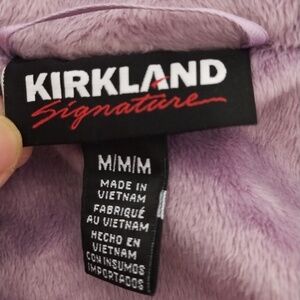 KIRKLAND
Signature
M/M/M
MADE IN
VIETNAM
FABRIQUÉ
AU VIETNAM
HECHO EN
VIETNAM
CON INSUMOS
IMPORTADOS